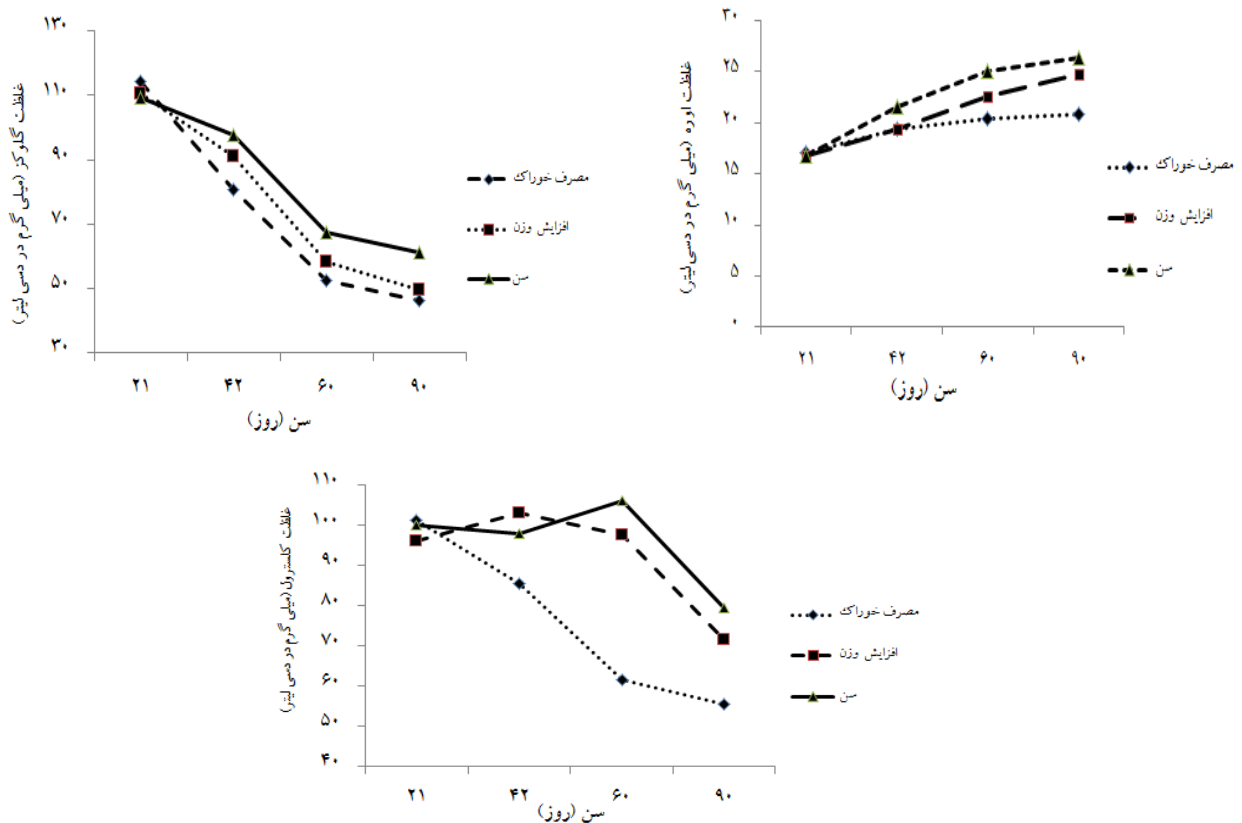 غلظت گلوکز (میلی گرم در دسی لیتر)
۱۳۰
۱۱۰
۹۰
۷۰
۵۰
۳۰
۲۱ ۴۲ ۶۰ ۹۰
سن (روز)
مصرف خوراک
افزایش وزن
سن
غلظت اوره (میلی گرم در دسی لیتر)
۳۰
۲۵
۲۰
۱۵
۱۰
۵
۰
۲۱ ۴۲ ۶۰ ۹۰
سن (روز)
مصرف خوراک
افزایش وزن
سن
غلظت کلسترول (میلی گرم در دسی لیتر)
۱۱۰
۱۰۰
۹۰
۸۰
۷۰
۶۰
۵۰
۴۰
۲۱ ۴۲ ۶۰ ۹۰
سن (روز)
مصرف خوراک
افزایش وزن
سن